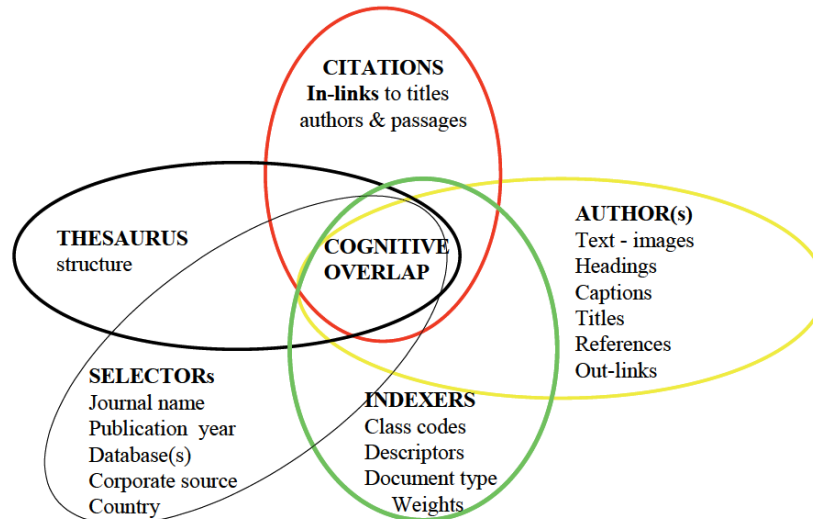 CITATIONS
In-links to titles
authors & passages
THESAURUS
structure
COGNITIVE
OVERLAP
AUTHOR(s)
Text - images
Headings
Captions
Titles
References
Out-links
SELECTORs
Journal name
Publication year
Database(s)
Corporate source
Country
INDEXERS
Class codes
Descriptors
Document type
Weights